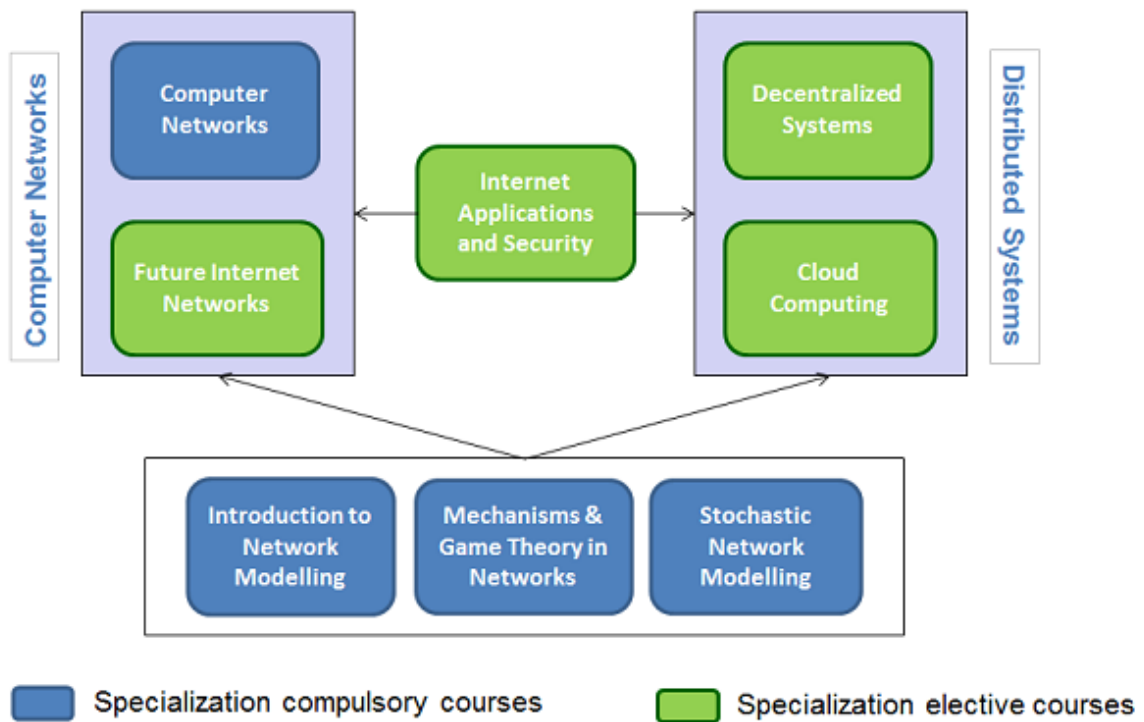 Computer Networks
Computer
Networks
Future Internet
Networks
Internet
Applications
and Security
Decentralized
Systems
Cloud
Computing
Distributed Systems
Introduction to
Network
Modelling
Mechanisms &
Game Theory in
Networks
Stochastic
Network
Modelling
Specialization compulsory courses
Specialization elective courses